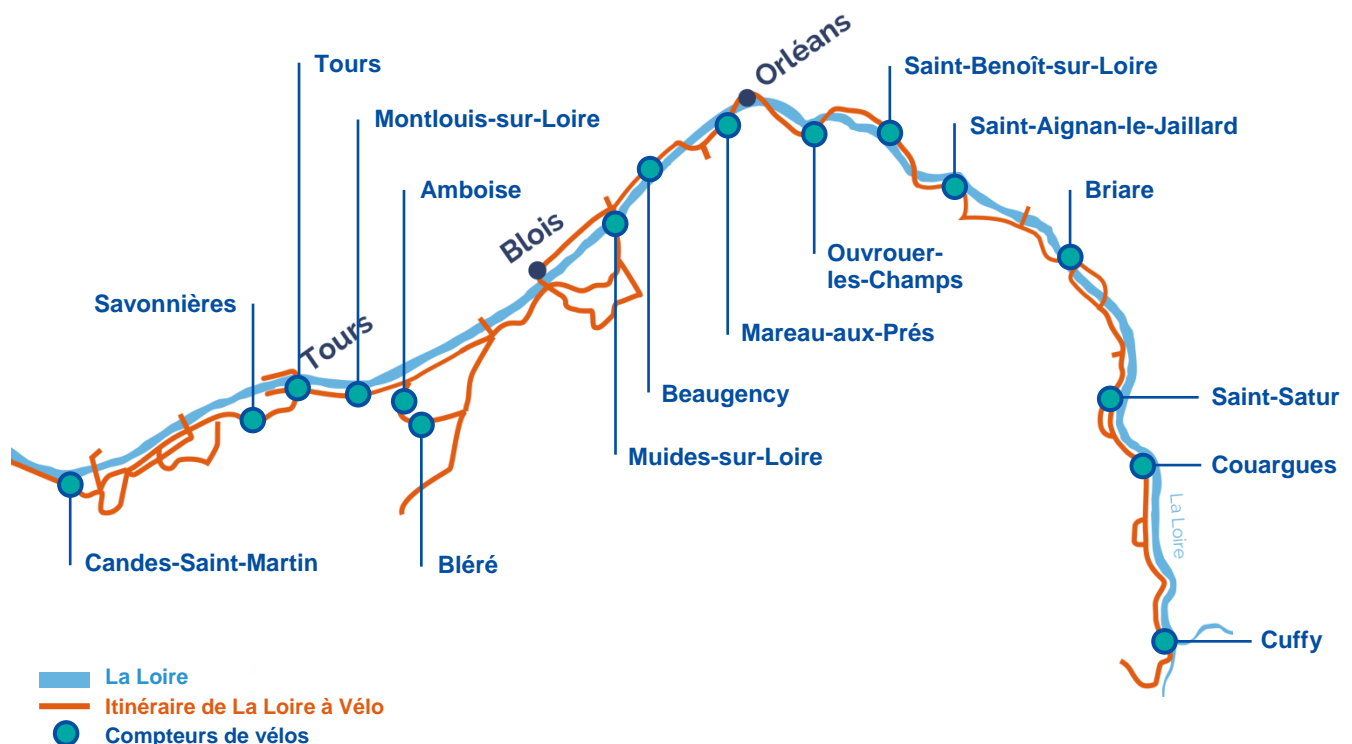 Orléans
Tours
Saint-Benoît-sur-Loire
Montlouis-sur-Loire
Saint-Aignan-le-Jaillard
Amboise
Briare
Blois
Ouvrouer-
les-Champs
Savonnières
Tours
Mareau-aux-Prés
Beaugency
Saint-Satur
Muides-sur-Loire
Couargues
La Loire
Candes-Saint-Martin
Bléré
Cuffy
La Loire
Itinéraire de La Loire à Vélo
Compteurs de vélos